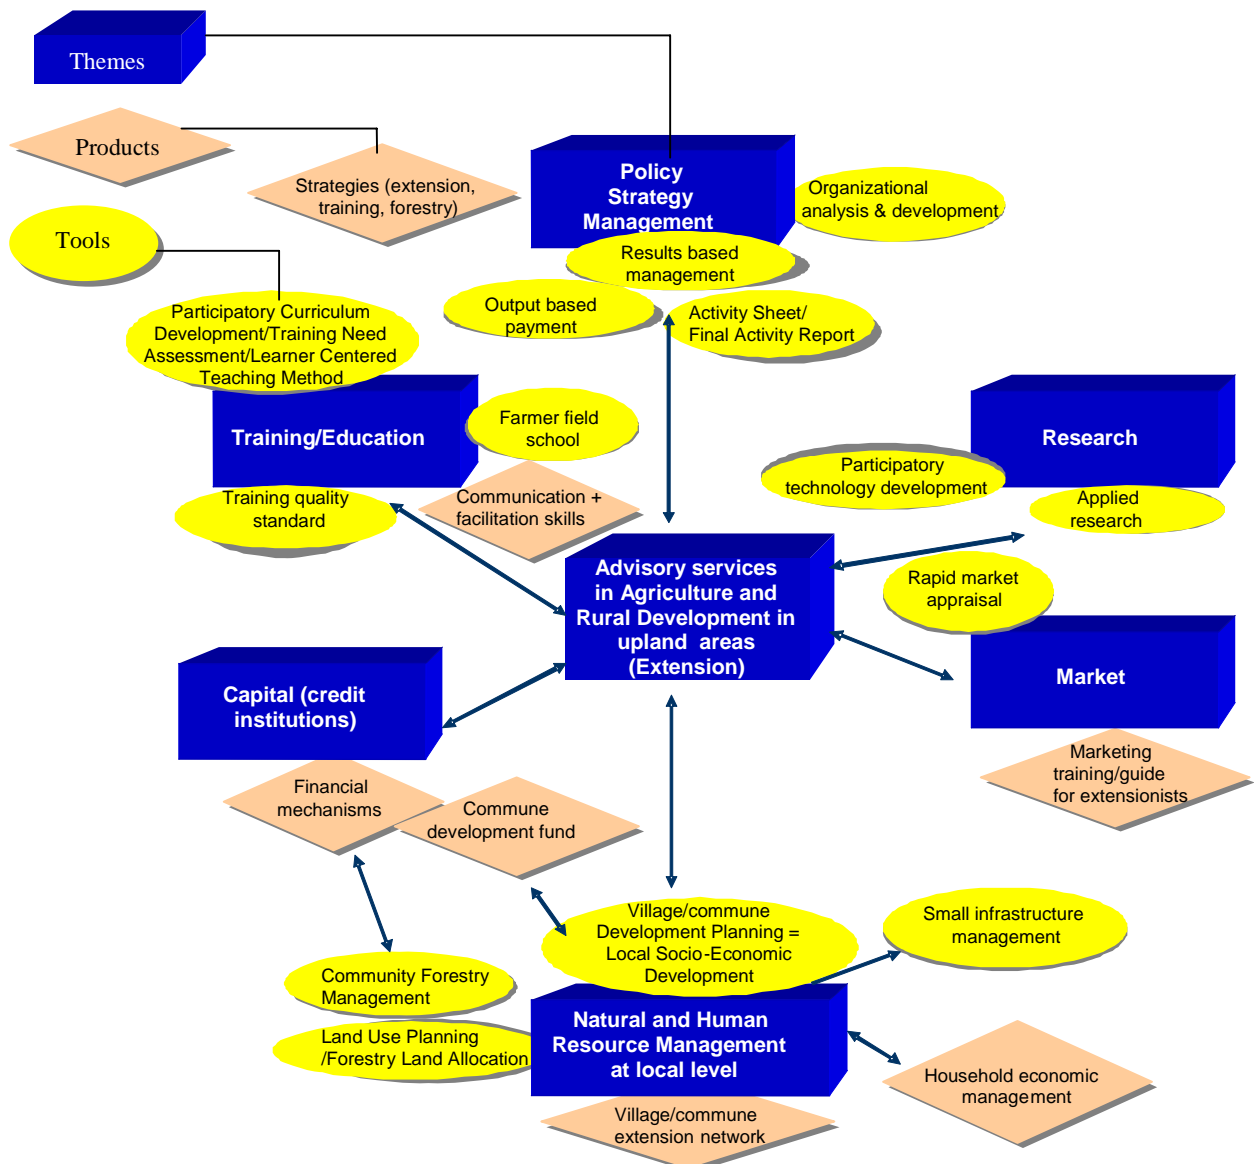 Themes
Products
Tools
Strategies (extension,
training, forestry)
Policy
Strategy
Management
Organizational
analysis & development
Results based
management
Output based
payment
Activity Sheet/
Final Activity Report
Participatory Curriculum
Development/Training Need
Assessment/Learner Centered
Teaching Method
Training/Education
Farmer field
school
Training quality
standard
Communication +
facilitation skills
Research
Participatory
technology development
Applied
research
Advisory services
in Agriculture and
Rural Development in
upland areas
(Extension)
Rapid market
appraisal
Market
Marketing
training/guide
for extensionists
Capital (credit
institutions)
Financial
mechanisms
Commune
development fund
Village/commune
Development Planning =
Local Socio-Economic
Development
Small infrastructure
management
Community Forestry
Management
Land Use Planning
/Forestry Land Allocation
Natural and Human
Resource Management
at local level
Household economic
management
Village/commune
extension network